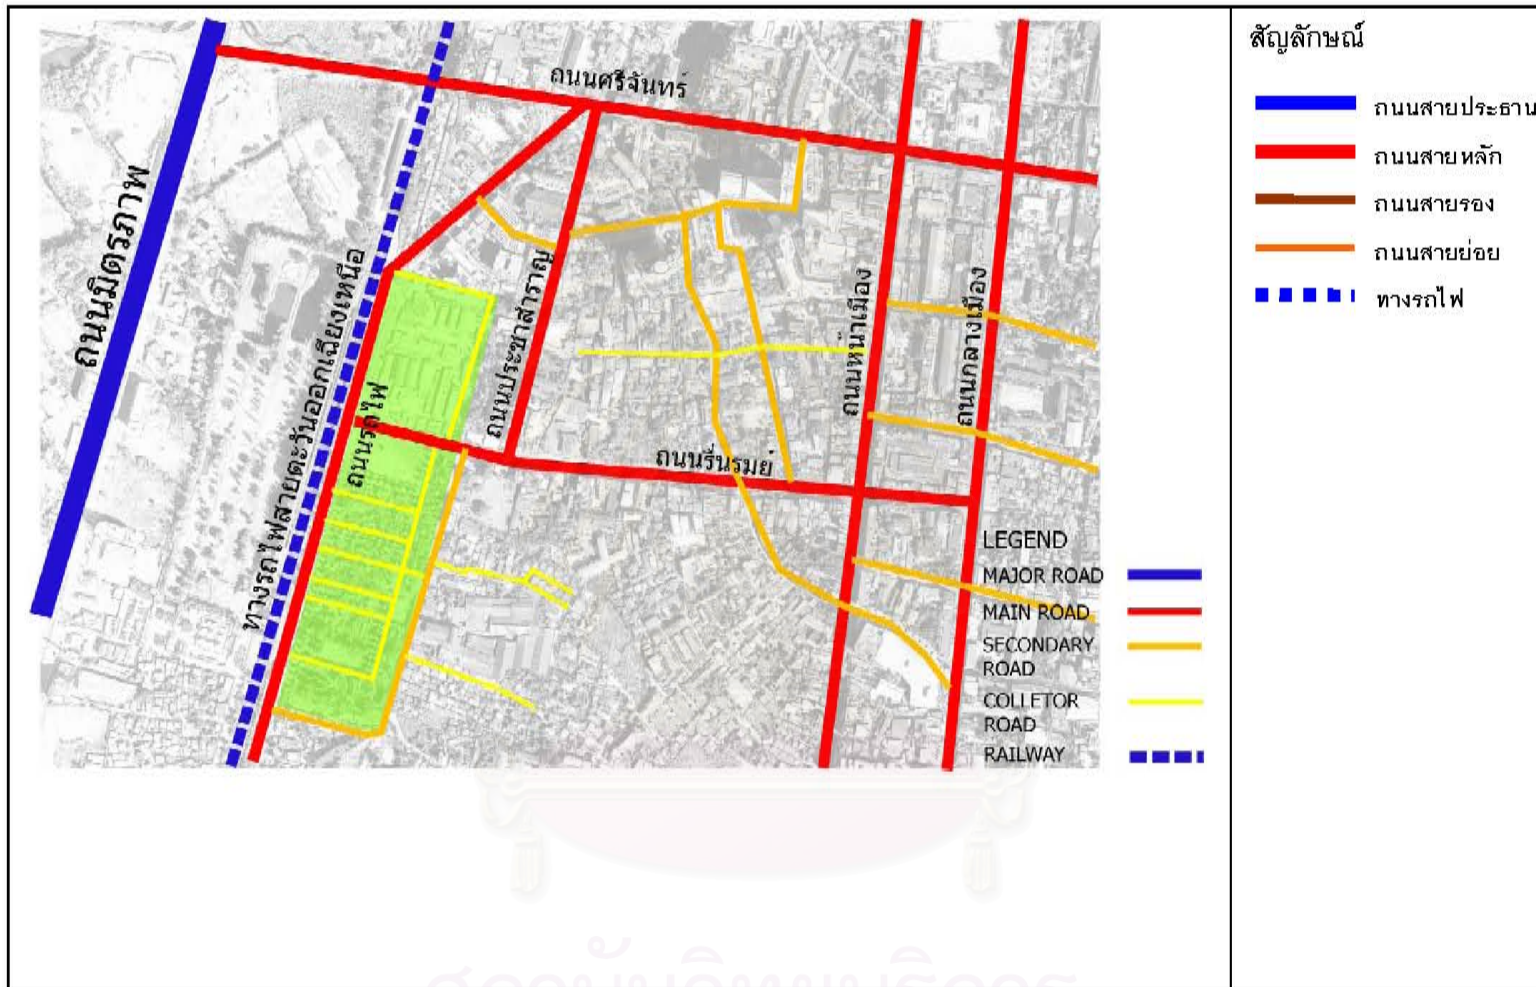 สัญลักษณ์
ถนนสายประธาน
ถนนสายหลัก
ถนนสายรอง
ถนนสายย่อย
ทางรถไฟ
ถนนศรีจันทร์
ถนนมิตรภาพ
ทางรถไฟสายตะวันออกเฉียงเหนือ
ถนนรถไฟ
ถนนประชาสำราญ
ถนนหน้าเมือง
ถนนกลางเมือง
ถนนรื่นรมย์
LEGEND
MAJOR ROAD
MAIN ROAD
SECONDARY
ROAD
COLLETOR
ROAD
RAILWAY